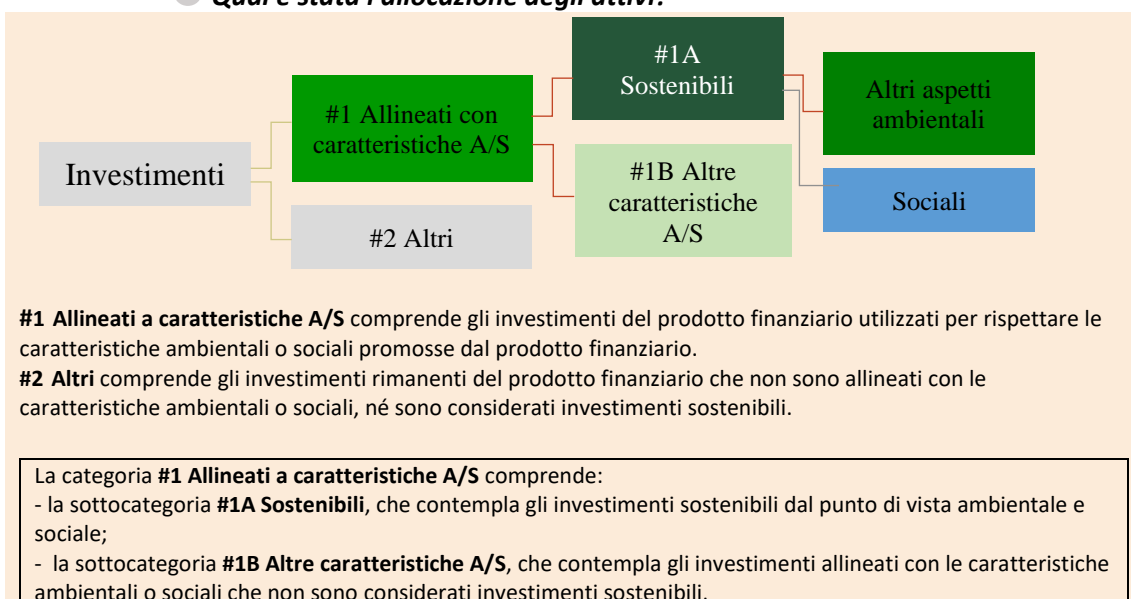 Qual è stata l'allocazione degli attivi?
#1A
Sostenibili
Altri aspetti
ambientali
#1 Allineati con
caratteristiche A/S
Investimenti
#1B Altre
caratteristiche
A/S
Sociali
#2 Altri
#1 Allineati a caratteristiche A/S comprende gli investimenti del prodotto finanziario utilizzati per rispettare le
caratteristiche ambientali o sociali promosse dal prodotto finanziario.
#2 Altri comprende gli investimenti rimanenti del prodotto finanziario che non sono allineati con le
caratteristiche ambientali o sociali, né sono considerati investimenti sostenibili.
La categoria #1 Allineati a caratteristiche A/S comprende:
- la sottocategoria #1A Sostenibili, che contempla gli investimenti sostenibili dal punto di vista ambientale e
sociale;
- la sottocategoria #1B Altre caratteristiche A/S, che contempla gli investimenti allineati con le caratteristiche
ambientali o sociali che non sono considerati investimenti sostenibili.